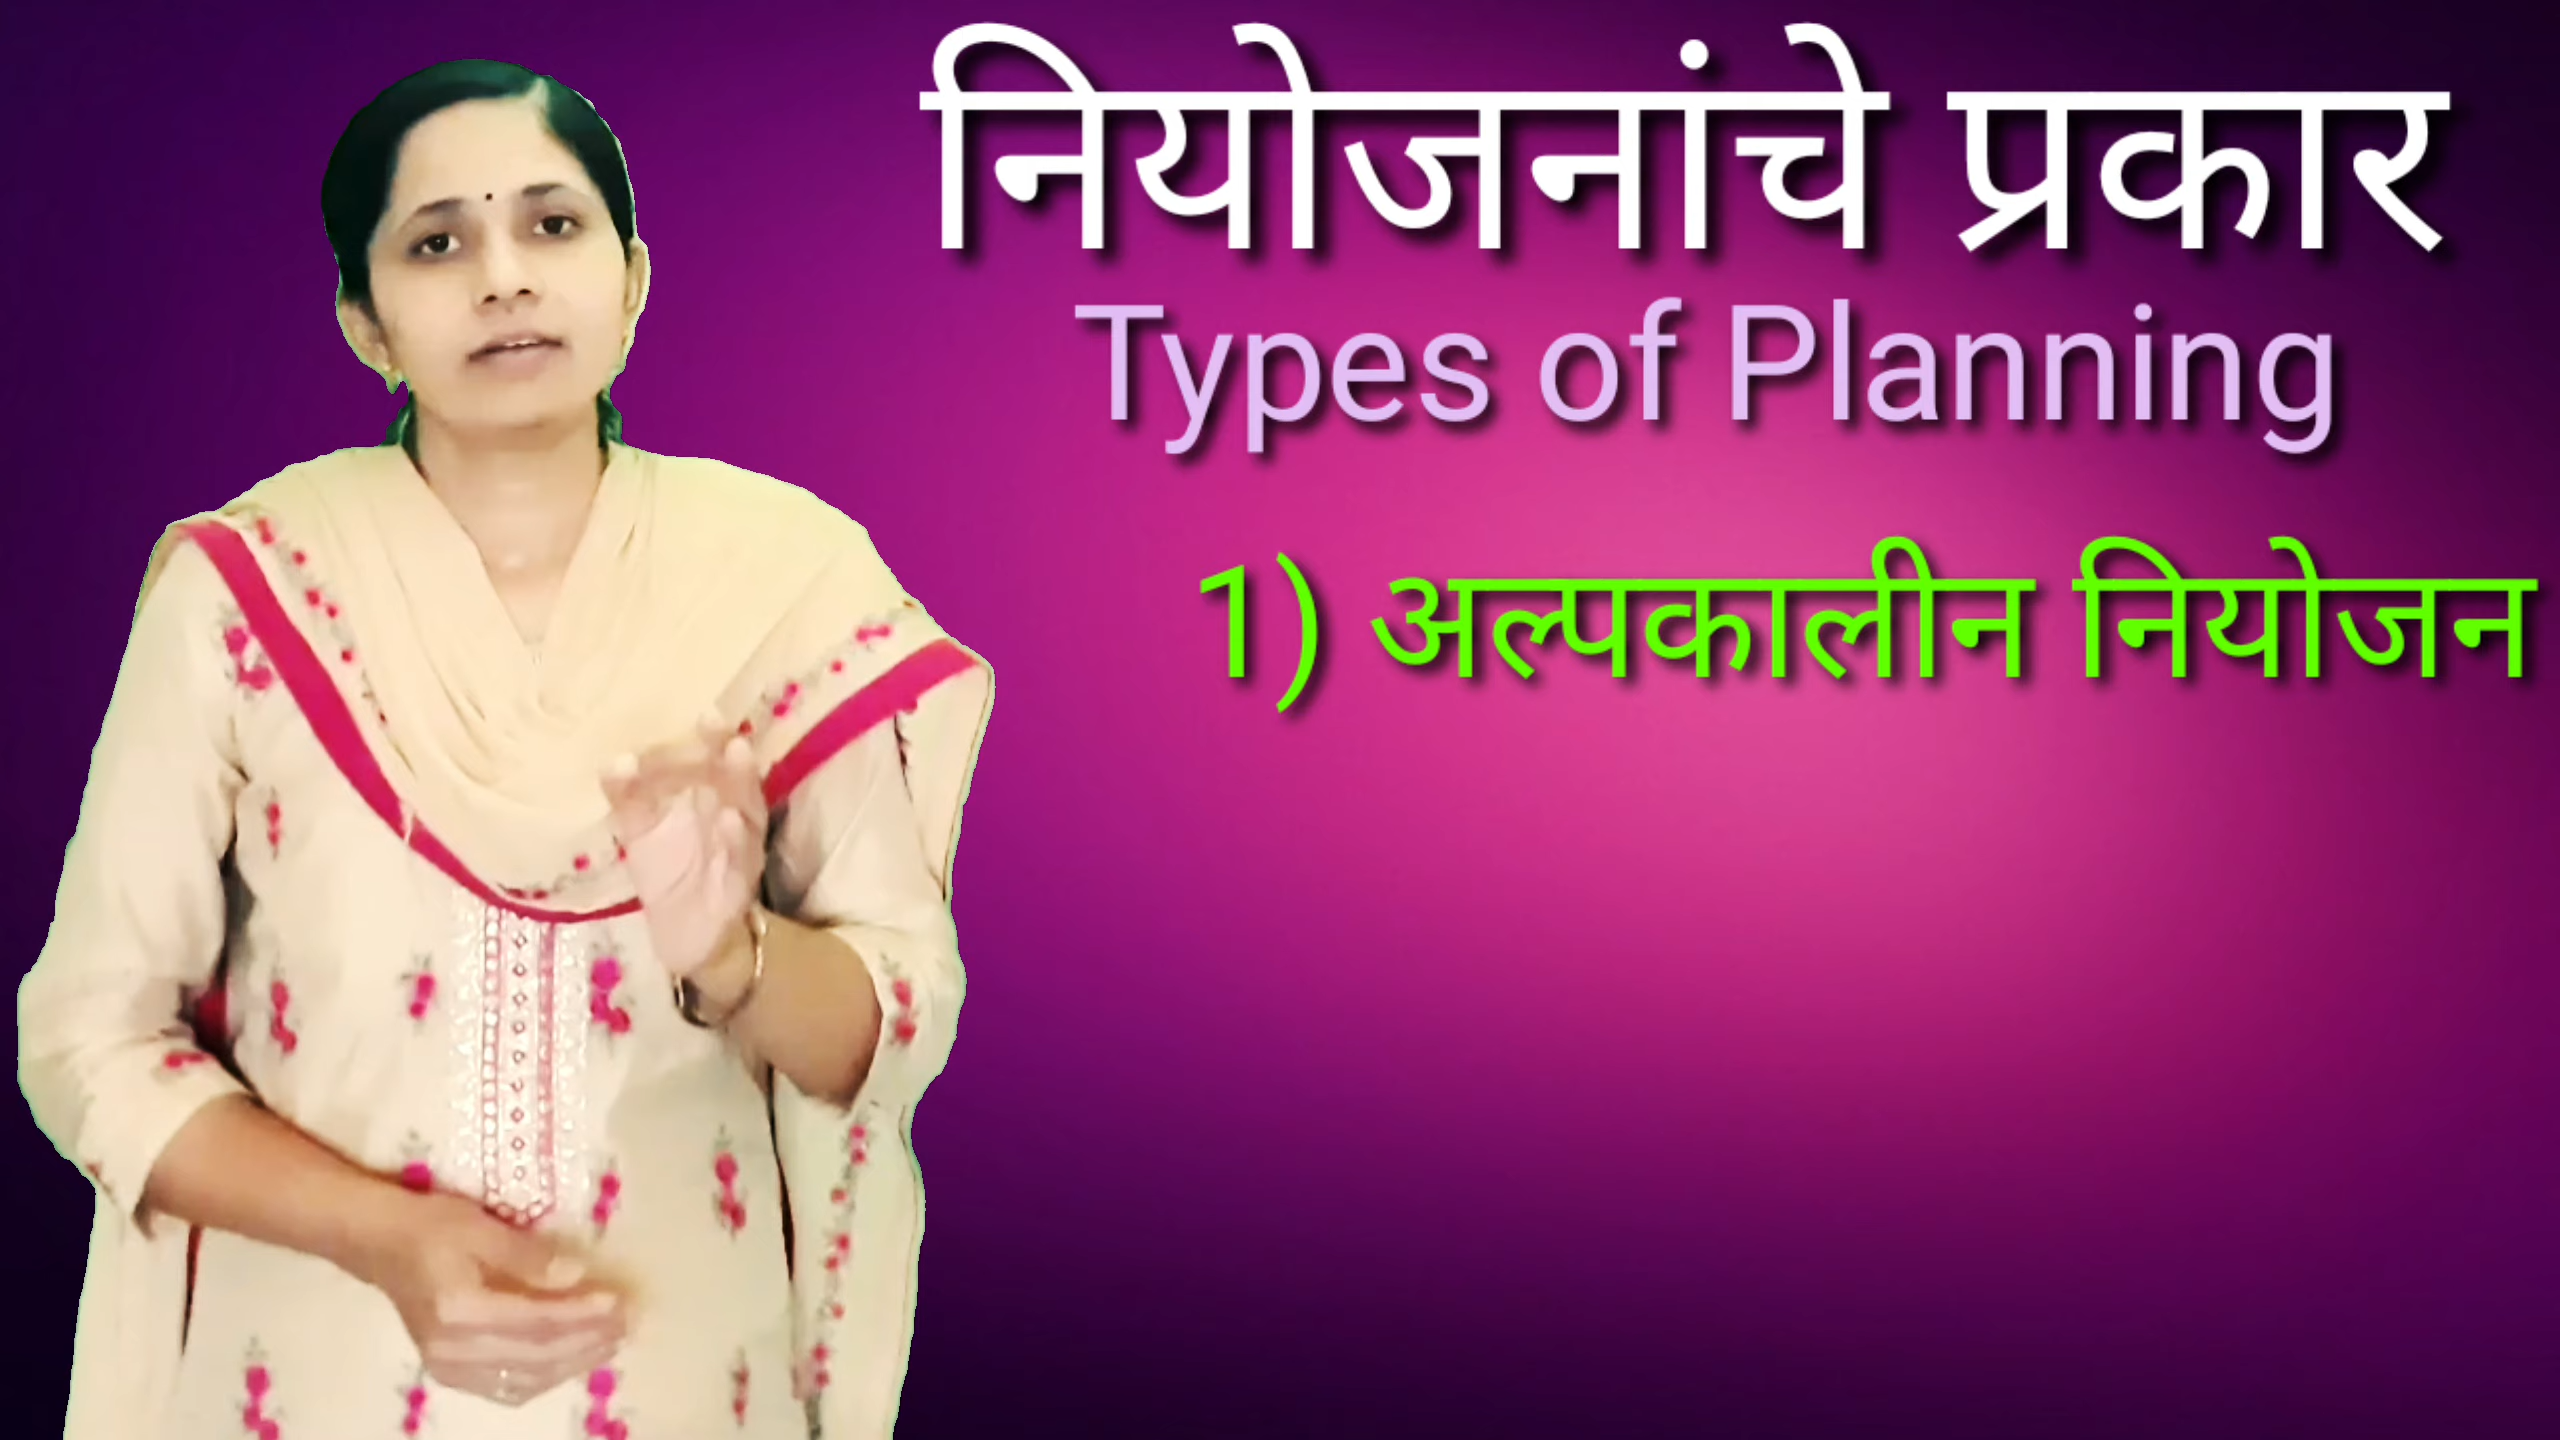 नियोजनांचे प्रकार
Types of Planning
1) अल्पकालीन नियोजन